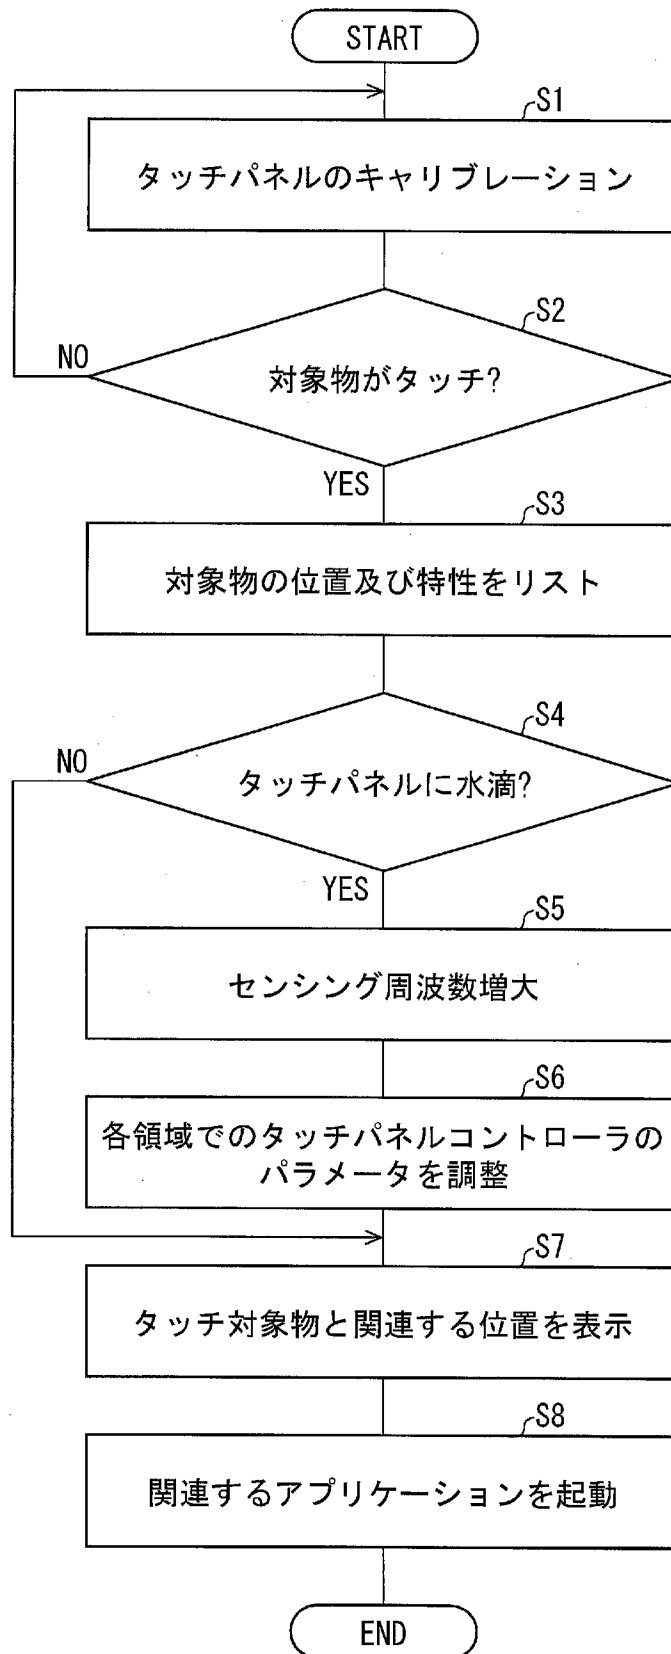 START
S1
タッチパネルのキャリブレーション
S2
NO
対象物がタッチ?
YES
S3
対象物の位置及び特性をリスト
S4
NO
タッチパネルに水滴?
YES
S5
センシング周波数増大
S6
各領域でのタッチパネルコントローラの
パラメータを調整
S7
タッチ対象物と関連する位置を表示
S8
関連するアプリケーションを起動
END